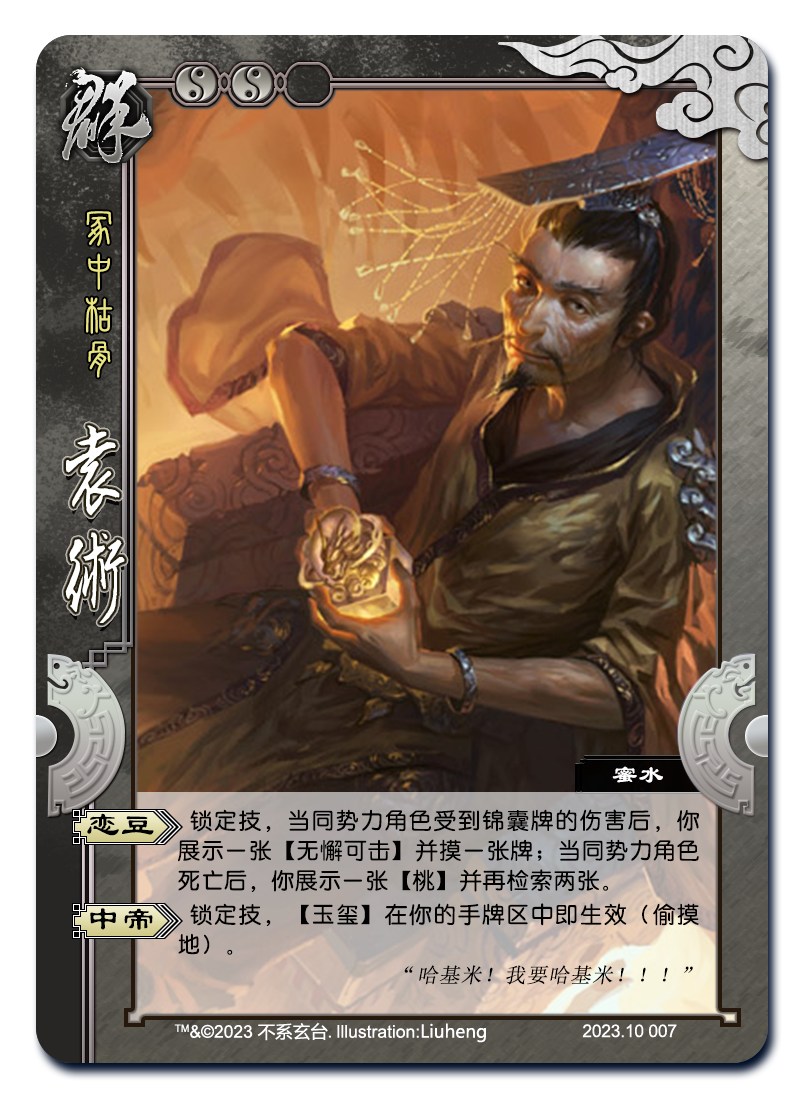 群
冢中枯骨
袁術
蜜水
恋豆
锁定技，当同势力角色受到锦囊牌的伤害后，你
展示一张【无懈可击】并摸一张牌；当同势力角色
死亡后，你展示一张【桃】并再检索两张。
中帝
锁定技，【玉玺】在你的手牌区中即生效（偷摸
地）。
“哈基米！我要哈基米！！！”
™&©2023 不系玄台. Illustration:Liuheng
2023.10 007